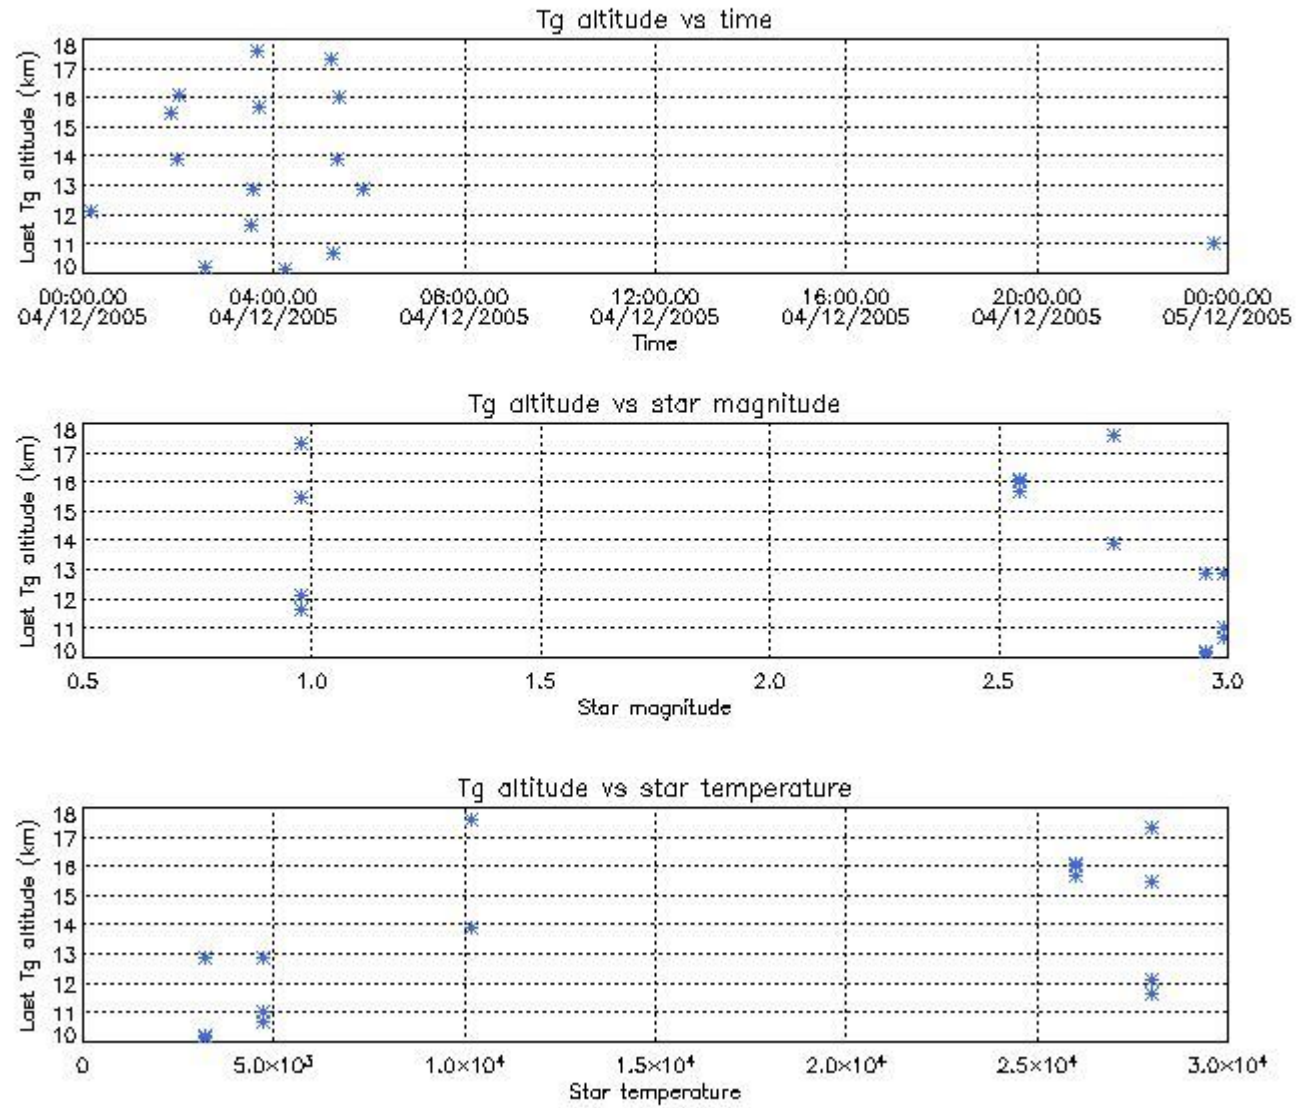 Tg altitude vs time
Last Tg altitude (km)
18
17
16
15
14
13
12
11
10
00:00.00 04:00.00 08:00.00 12:00.00 16:00.00 20:00.00 00:00.00
04/12/2005 04/12/2005 04/12/2005 04/12/2005 04/12/2005 04/12/2005 05/12/2005
Time
Tg altitude vs star magnitude
Last Tg altitude (km)
18
17
16
15
14
13
12
11
10
0.5 1.0 1.5 2.0 2.5 3.0
Star magnitude
Tg altitude vs star temperature
Last Tg altitude (km)
18
17
16
15
14
13
12
11
10
0 5.0×10³ 1.0×10⁴ 1.5×10⁴ 2.0×10⁴ 2.5×10⁴ 3.0×10⁴
Star temperature